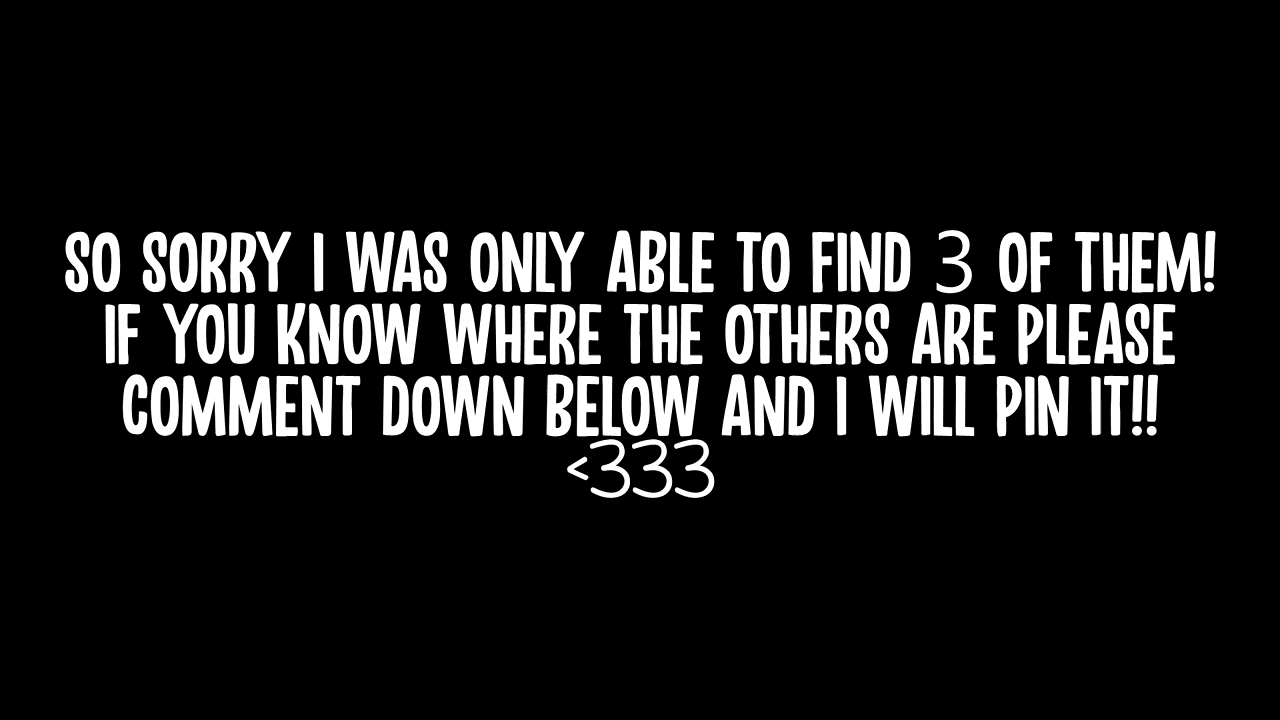 SO SORRY I WAS ONLY ABLE TO FIND 3 OF THEM!
IF YOU KNOW WHERE THE OTHERS ARE PLEASE
COMMENT DOWN BELOW AND I WILL PIN IT!!
<333